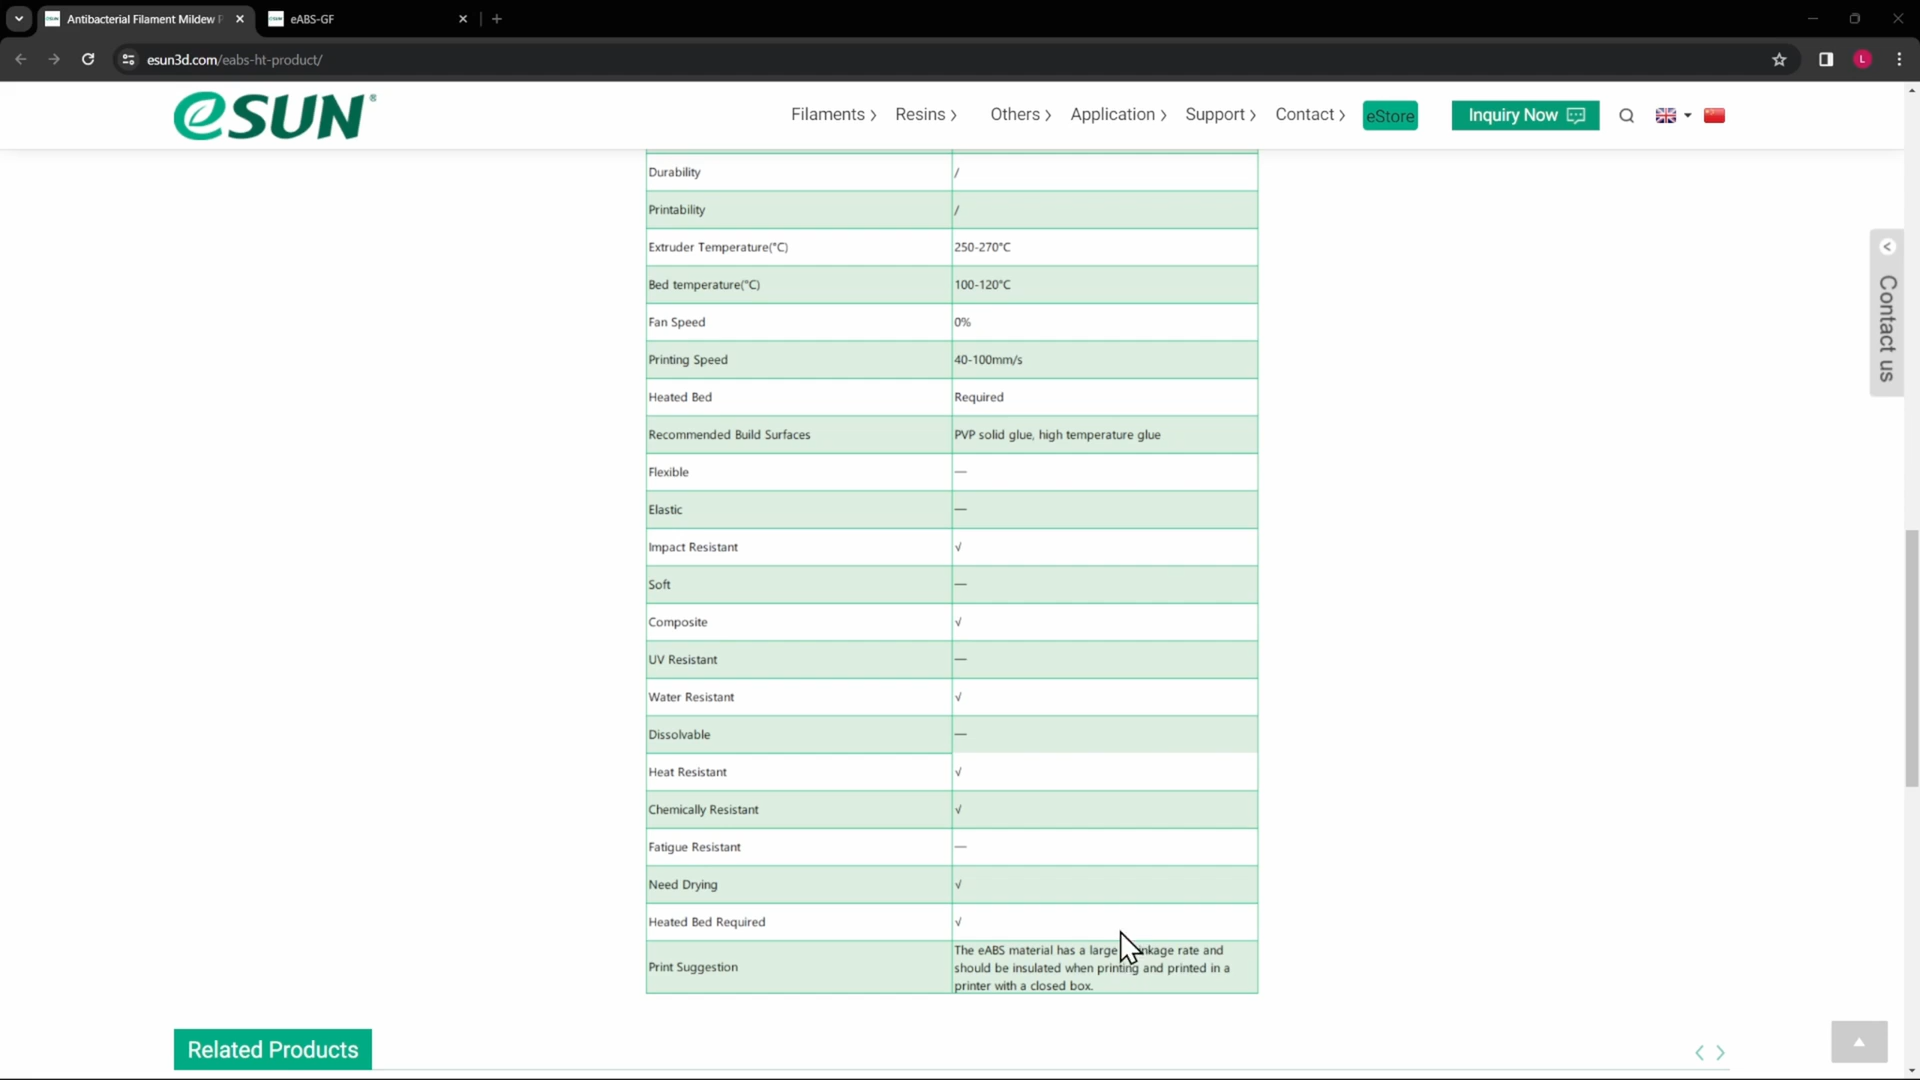 Antibacterial Filament Mildew
eABS-GF
esun3d.com/eabs-ht-product/
L
eSUN®
Filaments
Resins
Others
Application
Support
Contact
eStore
Inquiry Now
Durability /
Printability /
Extruder Temperature(°C) 250-270°C
Bed temperature(°C) 100-120°C
Fan Speed 0%
Printing Speed 40-100mm/s
Heated Bed Required
Recommended Build Surfaces PVP solid glue, high temperature glue
Flexible —
Elastic —
Impact Resistant √
Soft —
Composite √
UV Resistant —
Water Resistant √
Dissolvable —
Heat Resistant √
Chemically Resistant √
Fatigue Resistant —
Need Drying √
Heated Bed Required √
Print Suggestion
The eABS material has a large rate and
should be insulated when printing and printed in a
printer with a closed box.
Contact us
Related Products